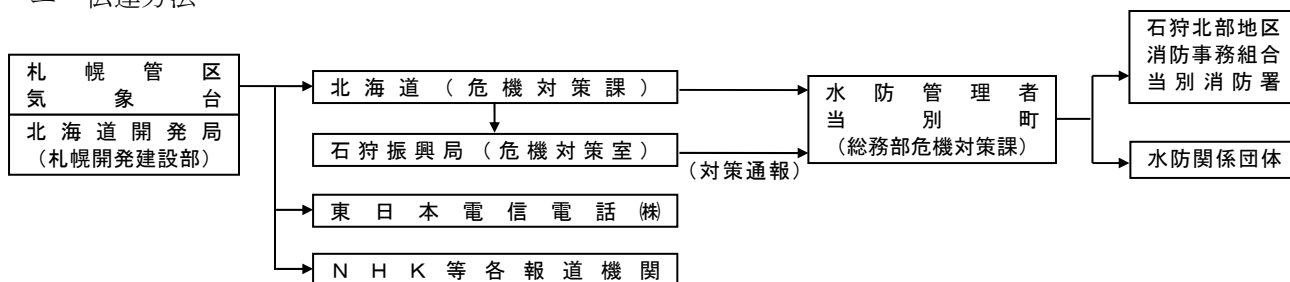 伝達方法
札幌管区
気象台
北海道開発局
（札幌開発建設部）
北海道（危機対策課）
石狩振興局（危機対策室）
（対策通報）
東日本電信電話㈱
ＮＨＫ等各報道機関
水防管理者
当別町
（総務部危機対策課）
石狩北部地区
消防事務組合
当別消防署
水防関係団体